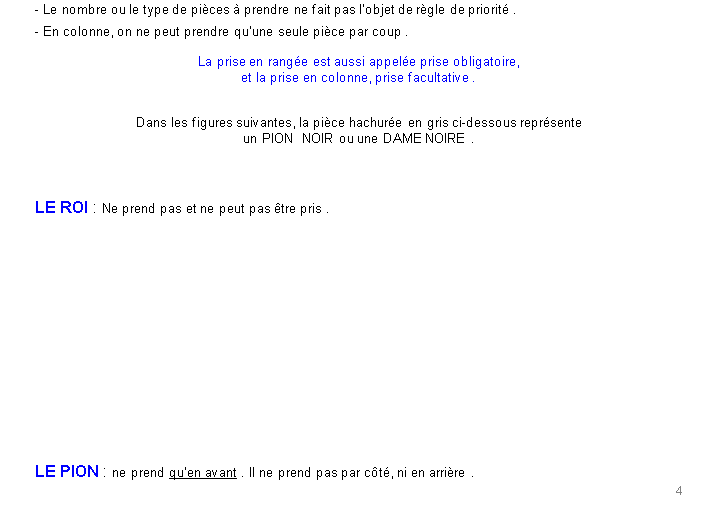 - Le nombre ou le type de pièces à prendre ne fait pas l'objet de règle de priorité .
- En colonne, on ne peut prendre qu'une seule pièce par coup .
La prise en rangée est aussi appelée prise obligatoire,
et la prise en colonne, prise facultative .
Dans les figures suivantes, la pièce hachurée en gris ci-dessous représente
un PION NOIR ou une DAME NOIRE .
LE ROI : Ne prend pas et ne peut pas être pris .
LE PION : ne prend qu'en avant . Il ne prend pas par côté, ni en arrière .
4